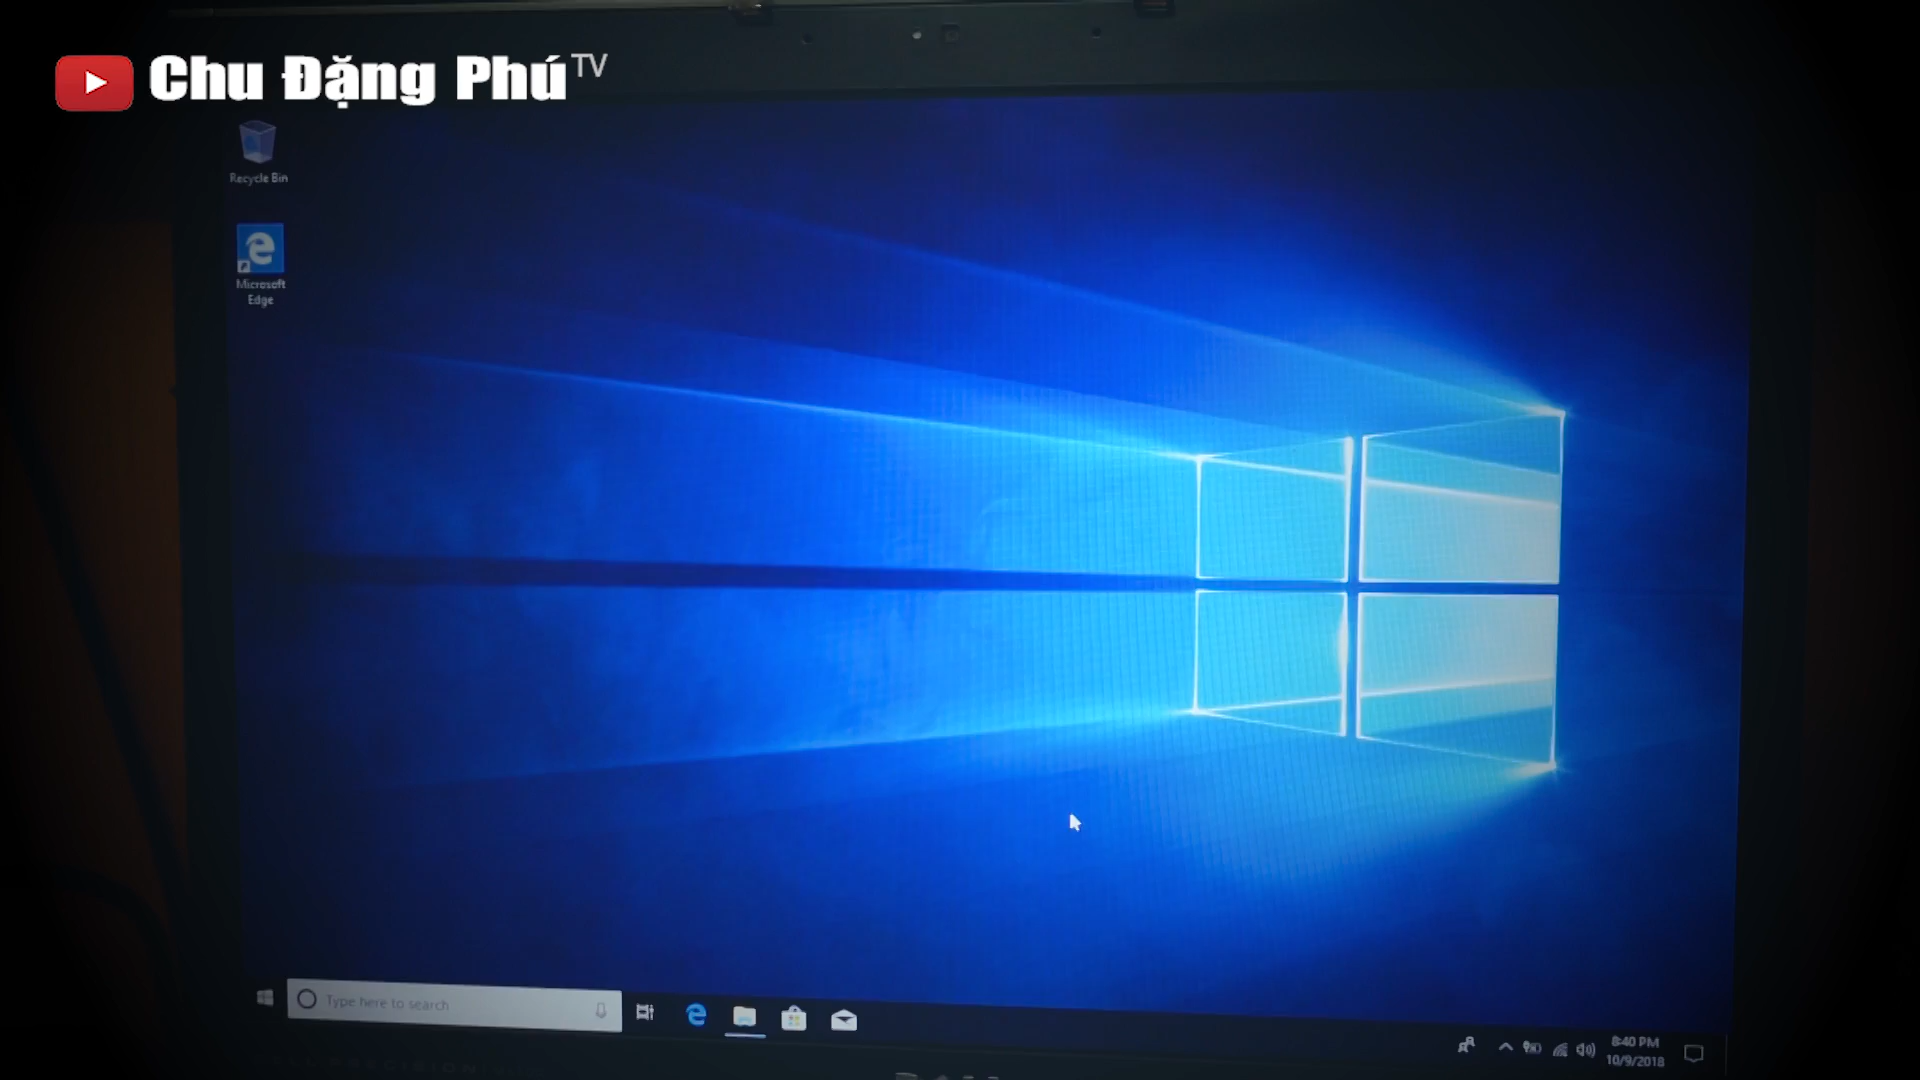 Chu Đặng Phú TV
Recycle Bin
Microsoft
Edge
Type here to search
8:40 PM
10/9/2018